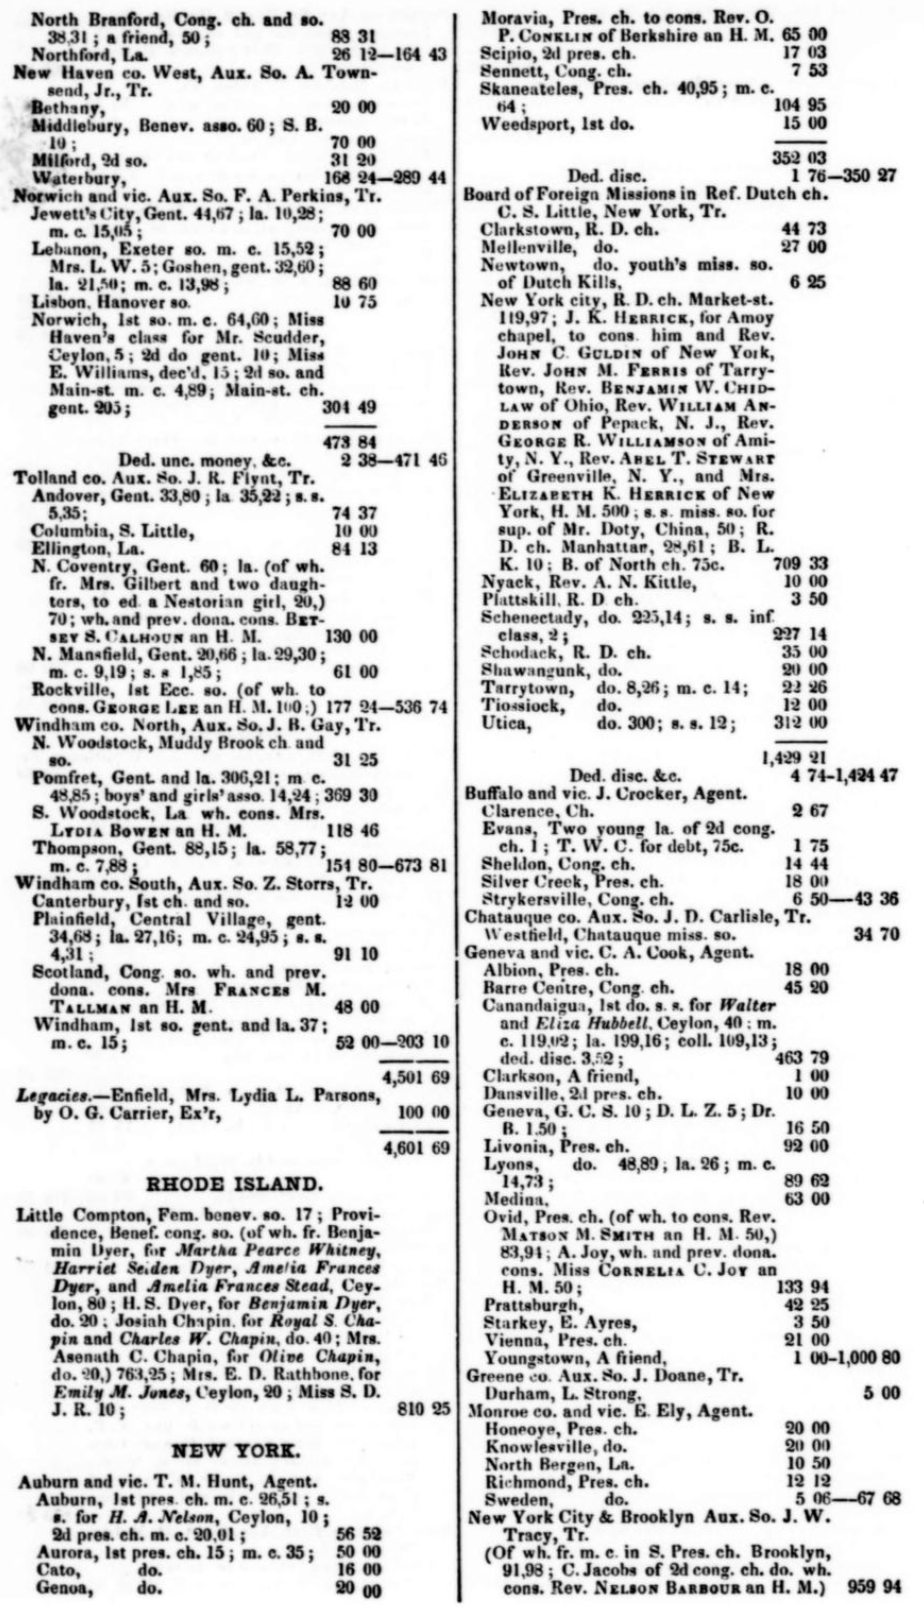 North Branford, Cong. ch. and so.
38,31 ; a friend, 50 ; 88 31
Northford, La. 26 12—164 43
New Haven co. West, Aux. So. A. Town-
send, Jr., Tr.
Bethany, 20 00
Middlebury, Benev. asso. 60 ; S. B.
10 ; 70 00
Milford, 2d so. 31 20
Waterbury, 168 24—289 44
Norwich and vic. Aux. So. F. A. Perkins, Tr.
Jewett's City, Gent. 44,67 ; la. 10,28 ;
m. c. 15,05 ; 70 00
Lebanon, Exeter so. m. c. 15,52 ;
Mrs. L. W. 5 ; Goshen, gent. 32,60 ;
la. 21,50 ; m. c. 13,98 ; 88 60
Lisbon, Hanover so. 10 75
Norwich, 1st so. m. c. 64,60 ; Miss
Haven's class for Mr. Scudder,
Ceylon, 5 ; 2d do gent. 10 ; Miss
E. Williams, dec'd, 15 ; 2d so. and
Main-st. m. c. 4,89 ; Main-st. ch.
gent. 205 ; 304 49
473 84
Ded. unc. money, &c. 2 38—471 46
Tolland co. Aux. So. J. R. Flynt, Tr.
Andover, Gent. 33,80 ; la 35,22 ; s. s.
5,35 ; 74 37
Columbia, S. Little, 10 00
Ellington, La. 84 13
N. Coventry, Gent. 60 ; la. (of wh.
fr. Mrs. Gilbert and two daugh-
ters, to ed. a Nestorian girl, 20,)
70 ; wh. and prev. dona. cons. BET-
SEY S. CALHOUN an H. M. 130 00
N. Mansfield, Gent. 20,66 ; la. 29,30 ;
m. c. 9,19 ; s. s 1,85 ; 61 00
Rockville, 1st Ecc. so. (of wh. to
cons. GEORGE LEE an H. M. 100 ;) 177 24—536 74
Windham co. North, Aux. So. J. B. Gay, Tr.
N. Woodstock, Muddy Brook ch. and
so. 31 25
Pomfret, Gent. and la. 306,21 ; m. c.
48,85 ; boys' and girls' asso. 14,24 ; 369 30
S. Woodstock, La wh. cons. Mrs.
LYDIA BOWEN an H. M. 118 46
Thompson, Gent. 88,15 ; la. 58,77 ;
m. c. 7,88 ; 154 80—673 81
Windham co. South, Aux. So. Z. Storrs, Tr.
Canterbury, 1st ch. and so. 12 00
Plainfield, Central Village, gent.
34,68 ; la. 27,16 ; m. c. 24,95 ; s. s.
4,31 ; 91 10
Scotland, Cong. so. wh. and prev.
dona. cons. Mrs FRANCES M.
TALLMAN an H. M. 48 00
Windham, 1st so. gent. and la. 37 ;
m. c. 15 ; 52 00—203 10
4,501 69
Legacies.—Enfield, Mrs. Lydia L. Parsons,
by O. G. Carrier, Ex'r, 100 00
4,601 69
RHODE ISLAND.
Little Compton, Fem. benev. so. 17 ; Provi-
dence, Benef. cong. so. (of wh. fr. Benja-
min Dyer, for Martha Pearce Whitney,
Harriet Seiden Dyer, Amelia Frances
Dyer, and Amelia Frances Stead, Cey-
lon, 80 ; H. S. Dyer, for Benjamin Dyer,
do. 20 ; Josiah Chapin, for Royal S. Cha-
pin and Charles W. Chapin, do. 40 ; Mrs.
Asenath C. Chapin, for Olive Chapin,
do. 20,) 763,25 ; Mrs. E. D. Rathbone, for
Emily M. Jones, Ceylon, 20 ; Miss S. D.
J. R. 10 ; 810 25
NEW YORK.
Auburn and vic. T. M. Hunt, Agent.
Auburn, 1st pres. ch. m. c. 26,51 ; s.
s. for H. A. Nelson, Ceylon, 10 ;
2d pres. ch. m. c. 20,01 ; 56 52
Aurora, 1st pres. ch. 15 ; m. c. 35 ; 50 00
Cato, do. 16 00
Genoa, do. 20 00
Moravia, Pres. ch. to cons. Rev. O.
P. CONKLIN of Berkshire an H. M. 65 00
Scipio, 2d pres. ch. 17 03
Sennett, Cong. ch. 7 53
Skaneateles, Pres. ch. 40,95 ; m. c.
64 ; 104 95
Weedsport, 1st do. 15 00
352 03
Ded. disc. 1 76—350 27
Board of Foreign Missions in Ref. Dutch ch.
C. S. Little, New York, Tr.
Clarkstown, R. D. ch. 44 73
Mellenville, do. 27 00
Newtown, do. youth's miss. so.
of Dutch Kills, 6 25
New York city, R. D. ch. Market-st.
119,97 ; J. K. HERRICK, for Amoy
chapel, to cons. him and Rev.
JOHN C. GULDIN of New York,
Rev. JOHN M. FERRIS of Tarry-
town, Rev. BENJAMIN W. CHID-
LAW of Ohio, Rev. WILLIAM AN-
DERSON of Pepack, N. J., Rev.
GEORGE R. WILLIAMSON of Ami-
ty, N. Y., Rev. ABEL T. STEWART
of Greenville, N. Y., and Mrs.
ELIZABETH K. HERRICK of New
York, H. M. 500 ; s. s. miss. so. for
sup. of Mr. Doty, China, 50 ; R.
D. ch. Manhattan, 28,61 ; B. L.
K. 10 ; B. of North ch. 75c. 709 33
Nyack, Rev. A. N. Kittle, 10 00
Plattskill, R. D ch. 3 50
Schenectady, do. 225,14 ; s. s. inf.
class, 2 ; 227 14
Schodack, R. D. ch. 35 00
Shawangunk, do. 20 00
Tarrytown, do. 8,26 ; m. c. 14 ; 22 26
Tiossiock, do. 12 00
Utica, do. 300 ; s. s. 12 ; 312 00
1,429 21
Ded. disc. &c. 4 74-1,424 47
Buffalo and vic. J. Crocker, Agent.
Clarence, Ch. 2 67
Evans, Two young la. of 2d cong.
ch. 1 ; T. W. C. for debt, 75c. 1 75
Sheldon, Cong. ch. 14 44
Silver Creek, Pres. ch. 18 00
Strykersville, Cong. ch. 6 50—43 36
Chatauque co. Aux. So. J. D. Carlisle, Tr.
Westfield, Chatauque miss. so. 34 70
Geneva and vic. C. A. Cook, Agent.
Albion, Pres. ch. 18 00
Barre Centre, Cong. ch. 45 20
Canandaigua, 1st do. s. s. for Walter
and Eliza Hubbell, Ceylon, 40 ; m.
c. 119,02 ; la. 199,16 ; coll. 109,13 ;
ded. disc. 3,52 ; 463 79
Clarkson, A friend, 1 00
Dansville, 2d pres. ch. 10 00
Geneva, G. C. S. 10 ; D. L. Z. 5 ; Dr.
B. 1,50 ; 16 50
Livonia, Pres. ch. 92 00
Lyons, do. 48,89 ; la. 26 ; m. c.
14,73 ; 89 62
Medina, 63 00
Ovid, Pres. ch. (of wh. to cons. Rev.
MATSON M. SMITH an H. M. 50,)
83,94 ; A. Joy, wh. and prev. dona.
cons. Miss CORNELIA C. JOY an
H. M. 50 ; 133 94
Prattsburgh, 42 25
Starkey, E. Ayres, 3 50
Vienna, Pres. ch. 21 00
Youngstown, A friend, 1 00-1,000 80
Greene co. Aux. So. J. Doane, Tr.
Durham, L. Strong, 5 00
Monroe co. and vic. E. Ely, Agent.
Honeoye, Pres. ch. 20 00
Knowlesville, do. 20 00
North Bergen, La. 10 50
Richmond, Pres. ch. 12 12
Sweden, do. 5 06—67 68
New York City & Brooklyn Aux. So. J. W.
Tracy, Tr.
(Of wh. fr. m. c. in S. Pres. ch. Brooklyn,
91,98 ; C. Jacobs of 2d cong. ch. do. wh.
cons. Rev. NELSON BARBOUR an H. M.) 959 94